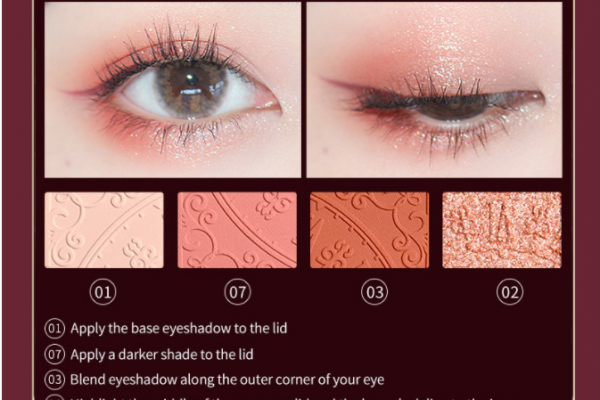 01 07 03 02
01 Apply the base eyeshadow to the lid
07 Apply a darker shade to the lid
03 Blend eyeshadow along the outer corner of your eye